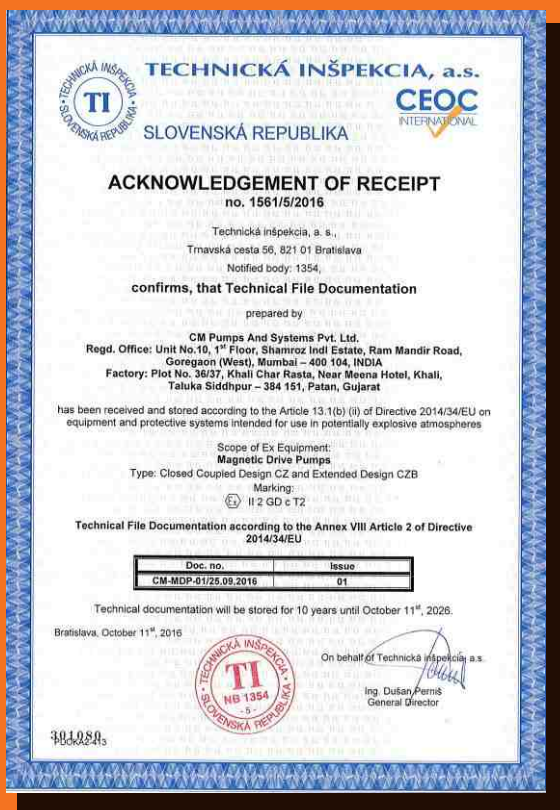 TECHNICKÁ INŠPEKCIA
TI
SLOVENSKÁ REPUBLIKA
TECHNICKÁ INŠPEKCIA, a.s.
CEOC
INTERNATIONAL
SLOVENSKÁ REPUBLIKA
ACKNOWLEDGEMENT OF RECEIPT
no. 1561/5/2016
Technická inšpekcia, a. s.,
Trnavská cesta 56, 821 01 Bratislava
Notified body: 1354,
confirms, that Technical File Documentation
prepared by
CM Pumps And Systems Pvt. Ltd.
Regd. Office: Unit No.10, 1st Floor, Shamroz Indl Estate, Ram Mandir Road,
Goregaon (West), Mumbai – 400 104, INDIA
Factory: Plot No. 36/37, Khali Char Rasta, Near Meena Hotel, Khali,
Taluka Siddhpur – 384 151, Patan, Gujarat
has been received and stored according to the Article 13.1(b) (ii) of Directive 2014/34/EU on
equipment and protective systems intended for use in potentially explosive atmospheres
Scope of Ex Equipment:
Magnetic Drive Pumps
Type: Closed Coupled Design CZ and Extended Design CZB
Marking:
Ex II 2 GD c T2
Technical File Documentation according to the Annex VIII Article 2 of Directive
2014/34/EU
Doc. no. Issue
CM-MDP-01/25.09.2016 01
Technical documentation will be stored for 10 years until October 11st, 2026.
Bratislava, October 11st, 2016
TECHNICKÁ INŠPEKCIA
TI
NB 1354
- 5 -
SLOVENSKÁ REPUBLIKA
On behalf of Technická inšpekcia, a.s.
Ing. Dušan Perniš
General Director
301080
PDOKA2-413